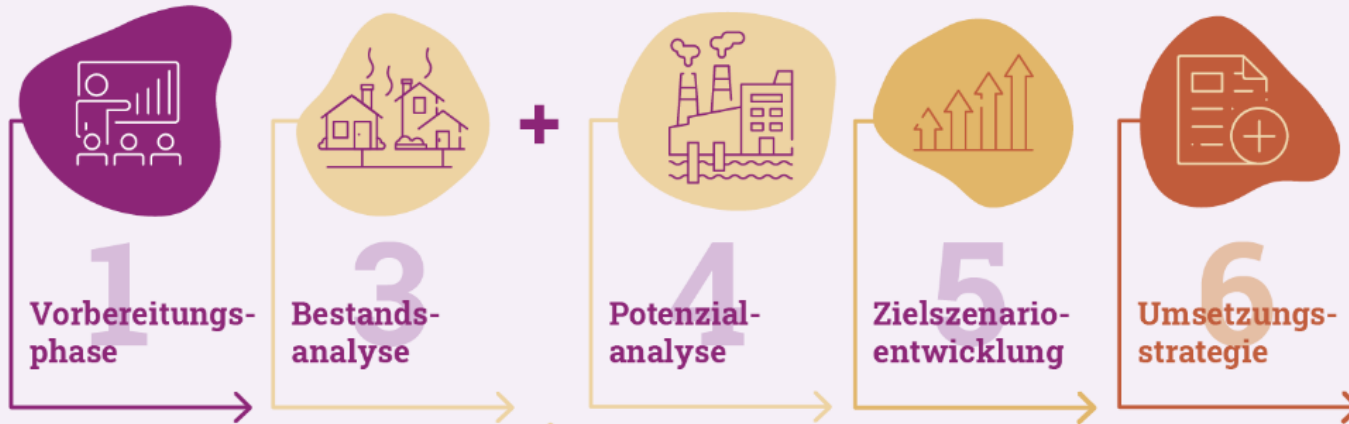 +
1
Vorbereitungs-
phase
3
Bestands-
analyse
4
Potenzial-
analyse
5
Zielszenario-
entwicklung
6
Umsetzungs-
strategie